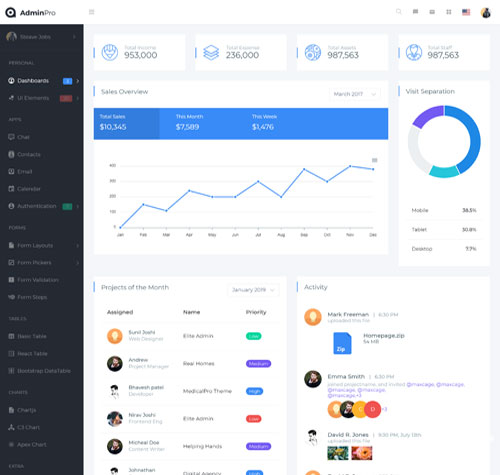 AdminPro
Steave Jobs
PERSONAL
Dashboards
UI Elements
APPS
Chat
Contacts
Email
Calendar
Authentication
FORMS
Form Layouts
Form Pickers
Form Validation
Form Steps
TABLES
Basic Table
React Table
Bootstrap DataTable
CHARTS
Chartjs
C3 Chart
Apex Chart
EXTRA
Total Income
953,000
Total Expense
236,000
Total Assets
987,563
Total Staff
987,563
Sales Overview
March 2017
Total Sales
$10,345
This Month
$7,589
This Week
$1,476
400
300
200
100
0
Jan Feb Mar Apr May Jun Jul Aug Sep Oct Nov Dec
Visit Separation
Mobile 38.5%
Tablet 30.8%
Desktop 7.7%
Projects of the Month
January 2019
Assigned Name Priority
Sunil Joshi
Web Designer
Elite Admin
Low
Andrew
Project Manager
Real Homes
Medium
Bhavesh patel
Developer
MedicalPro Theme
High
Nirav Joshi
Frontend Eng
Elite Admin
Low
Micheal Doe
Content Writer
Helping Hands
Medium
Johnathan
Digital Agency
High
Activity
Mark Freeman | 6:30 PM
uploaded this file
Zip
Homepage.zip
54 MB
Emma Smith | 6:30 PM
joined projectname, and invited @maxcage, @maxcage,
@maxcage, @maxcage,
@maxcage,+3
C
D
+3
David R. Jones | 9:30 PM, July 13th
uploaded this file